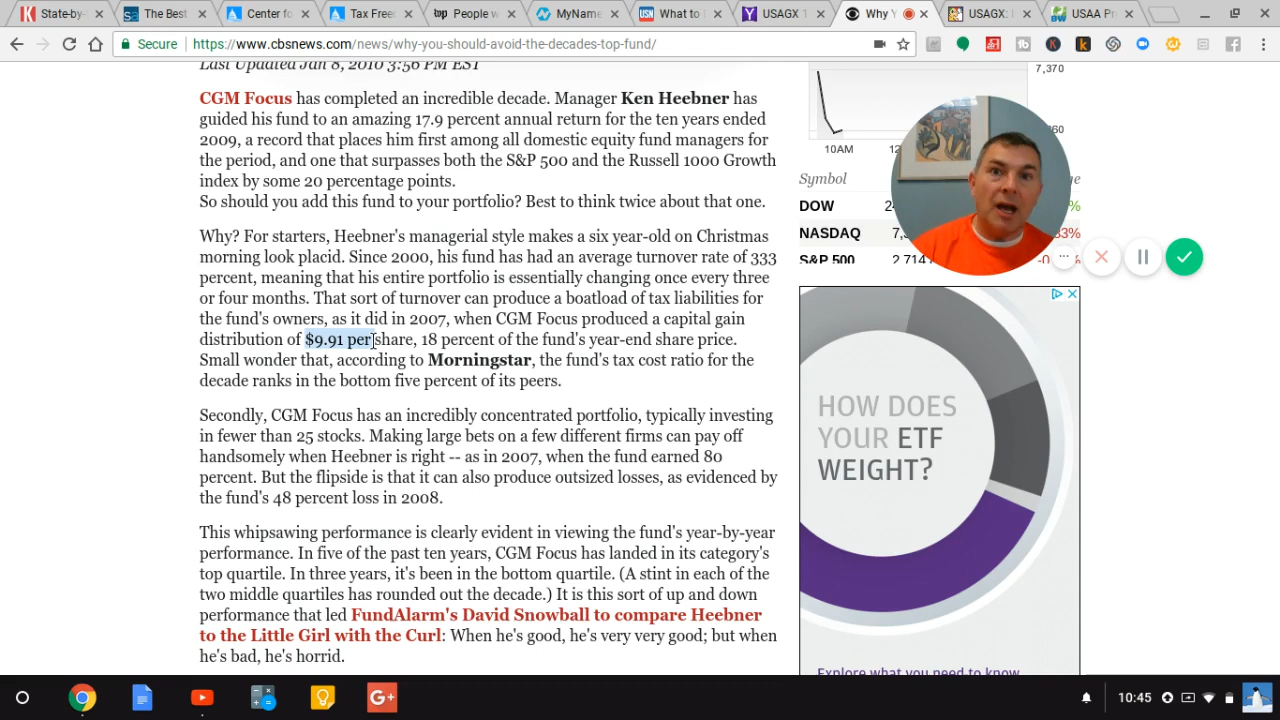 State-by-
The Best
Center fo
Tax Free
People w
MyName
What to
USAGX T
Why Y
USAGX:
USAA Pr
Secure
https://www.cbsnews.com/news/why-you-should-avoid-the-decades-top-fund/
Last Updated Jan 8, 2010 3:56 PM EST
CGM Focus has completed an incredible decade. Manager Ken Heebner has
guided his fund to an amazing 17.9 percent annual return for the ten years ended
2009, a record that places him first among all domestic equity fund managers for
the period, and one that surpasses both the S&P 500 and the Russell 1000 Growth
index by some 20 percentage points.
So should you add this fund to your portfolio? Best to think twice about that one.
Why? For starters, Heebner's managerial style makes a six year-old on Christmas
morning look placid. Since 2000, his fund has had an average turnover rate of 333
percent, meaning that his entire portfolio is essentially changing once every three
or four months. That sort of turnover can produce a boatload of tax liabilities for
the fund's owners, as it did in 2007, when CGM Focus produced a capital gain
distribution of $9.91 per share, 18 percent of the fund's year-end share price.
Small wonder that, according to Morningstar, the fund's tax cost ratio for the
decade ranks in the bottom five percent of its peers.
Secondly, CGM Focus has an incredibly concentrated portfolio, typically investing
in fewer than 25 stocks. Making large bets on a few different firms can pay off
handsomely when Heebner is right -- as in 2007, when the fund earned 80
percent. But the flipside is that it can also produce outsized losses, as evidenced by
the fund's 48 percent loss in 2008.
This whipsawing performance is clearly evident in viewing the fund's year-by-year
performance. In five of the past ten years, CGM Focus has landed in its category's
top quartile. In three years, it's been in the bottom quartile. (A stint in each of the
two middle quartiles has rounded out the decade.) It is this sort of up and down
performance that led FundAlarm's David Snowball to compare Heebner
to the Little Girl with the Curl: When he's good, he's very very good; but when
he's bad, he's horrid.
7,370
10AM
Symbol
DOW
NASDAQ
S&P 500 2,714
HOW DOES
YOUR ETF
WEIGHT?
Explore what you need to know
10:45